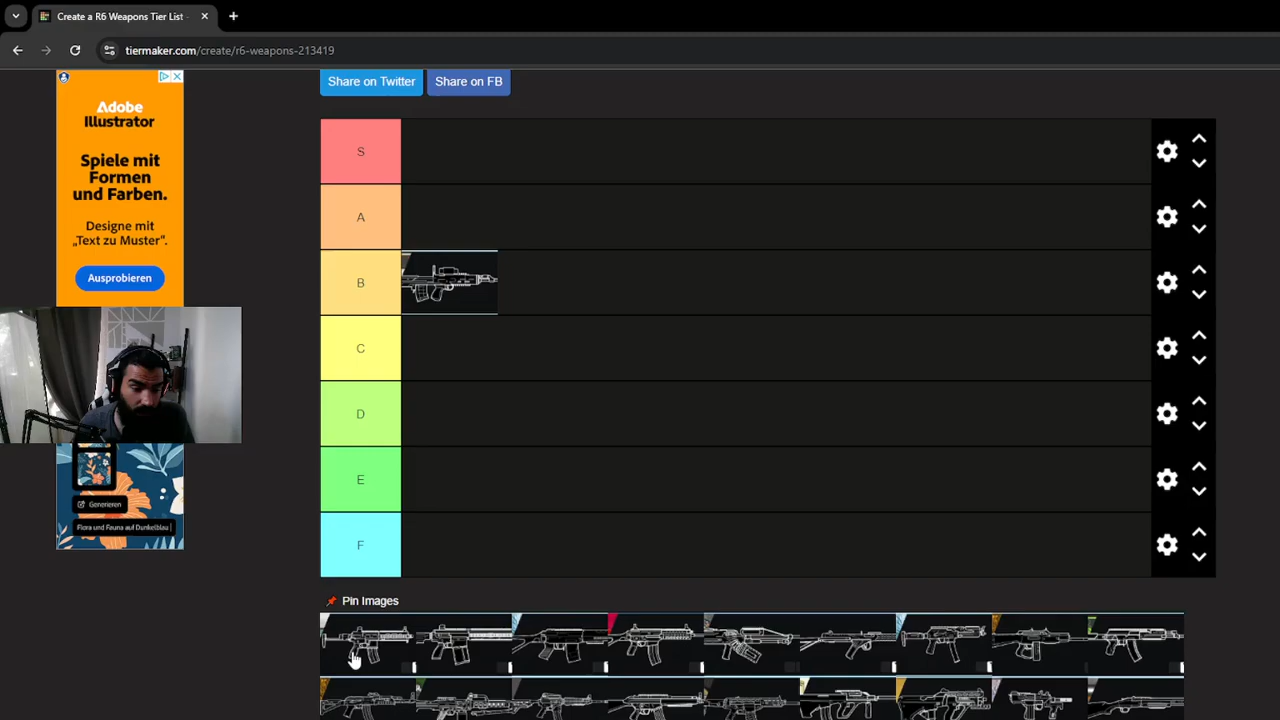 Create a R6 Weapons Tier List -
tiermaker.com/create/r6-weapons-213419
Share on Twitter
Share on FB
Adobe
Illustrator
Spiele mit
Formen
und Farben.
Designe mit
„Text zu Muster“.
Ausprobieren
Generieren
Flora und Fauna auf Dunkelblau
S
A
B
C
D
E
F
Pin Images